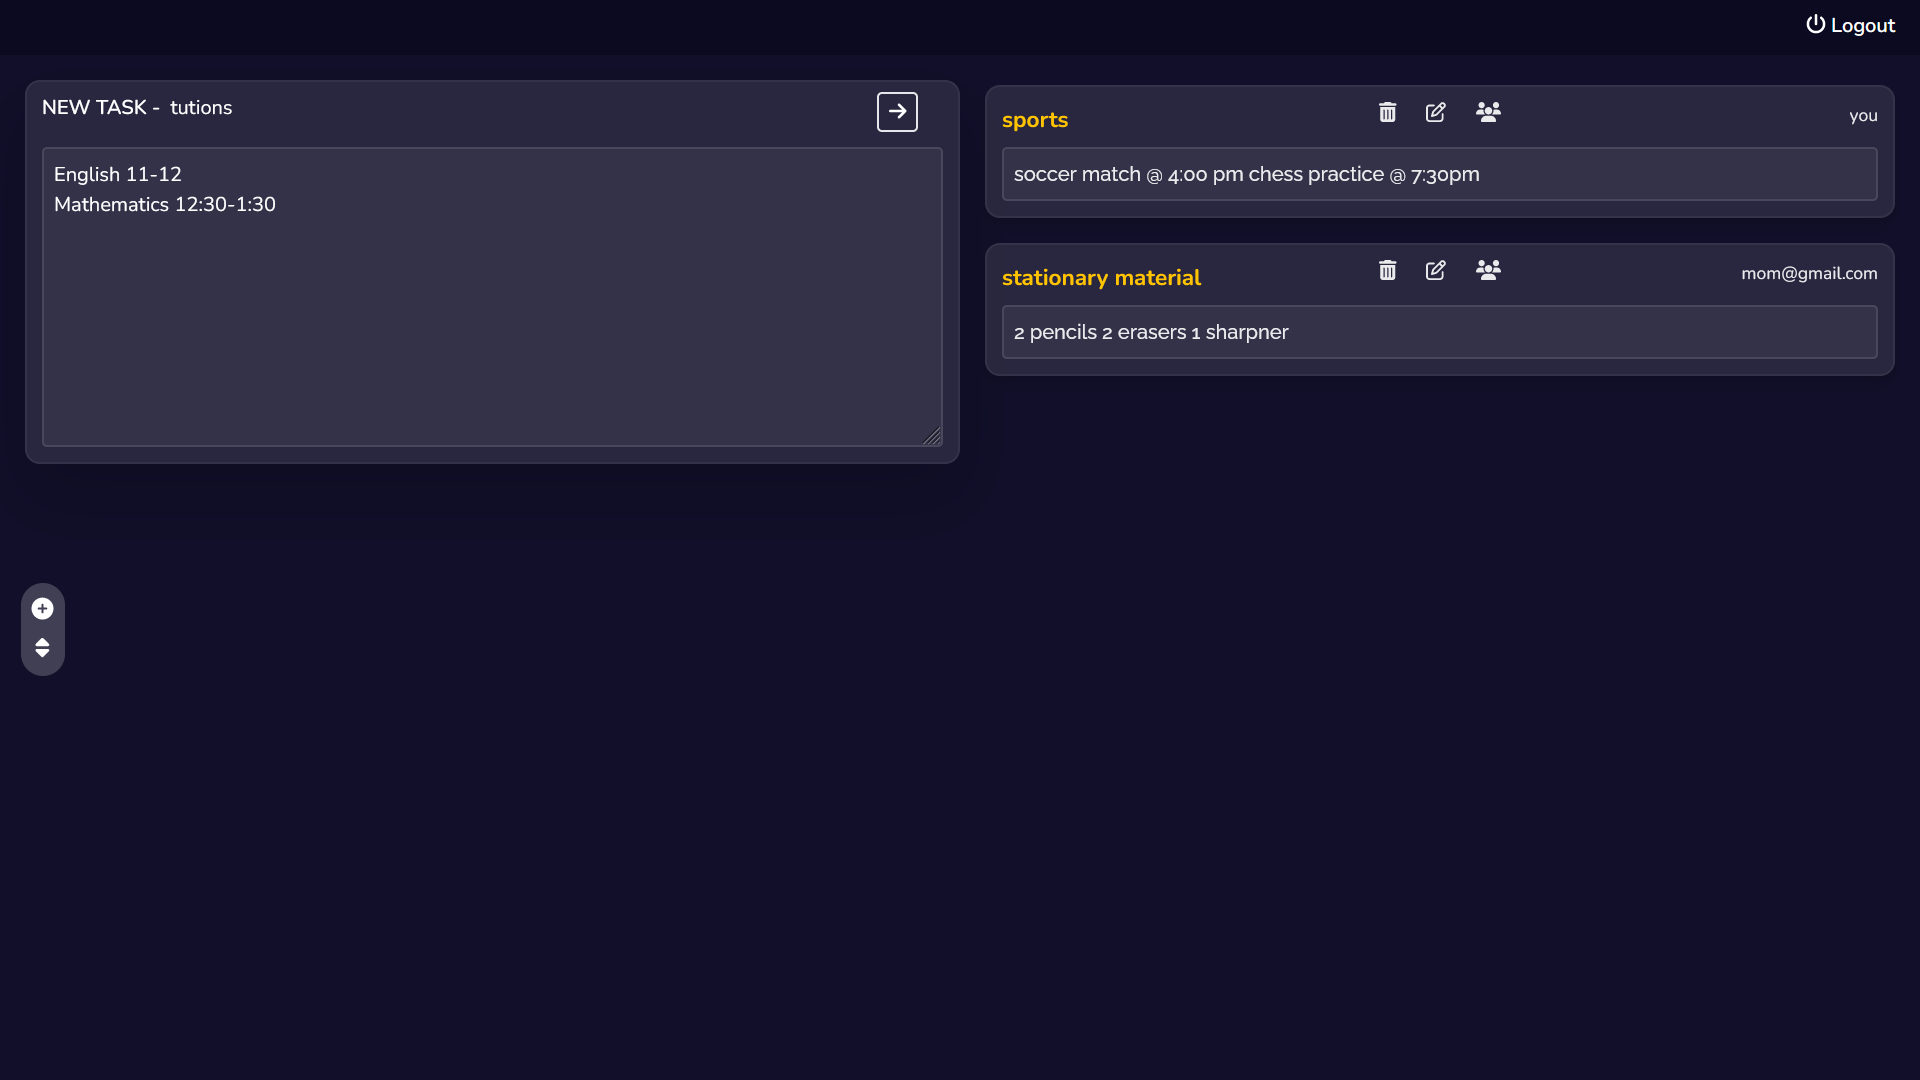 Logout
NEW TASK - tutions
English 11-12
Mathematics 12:30-1:30
sports
you
soccer match @ 4:00 pm chess practice @ 7:30pm
stationary material
mom@gmail.com
2 pencils 2 erasers 1 sharpner